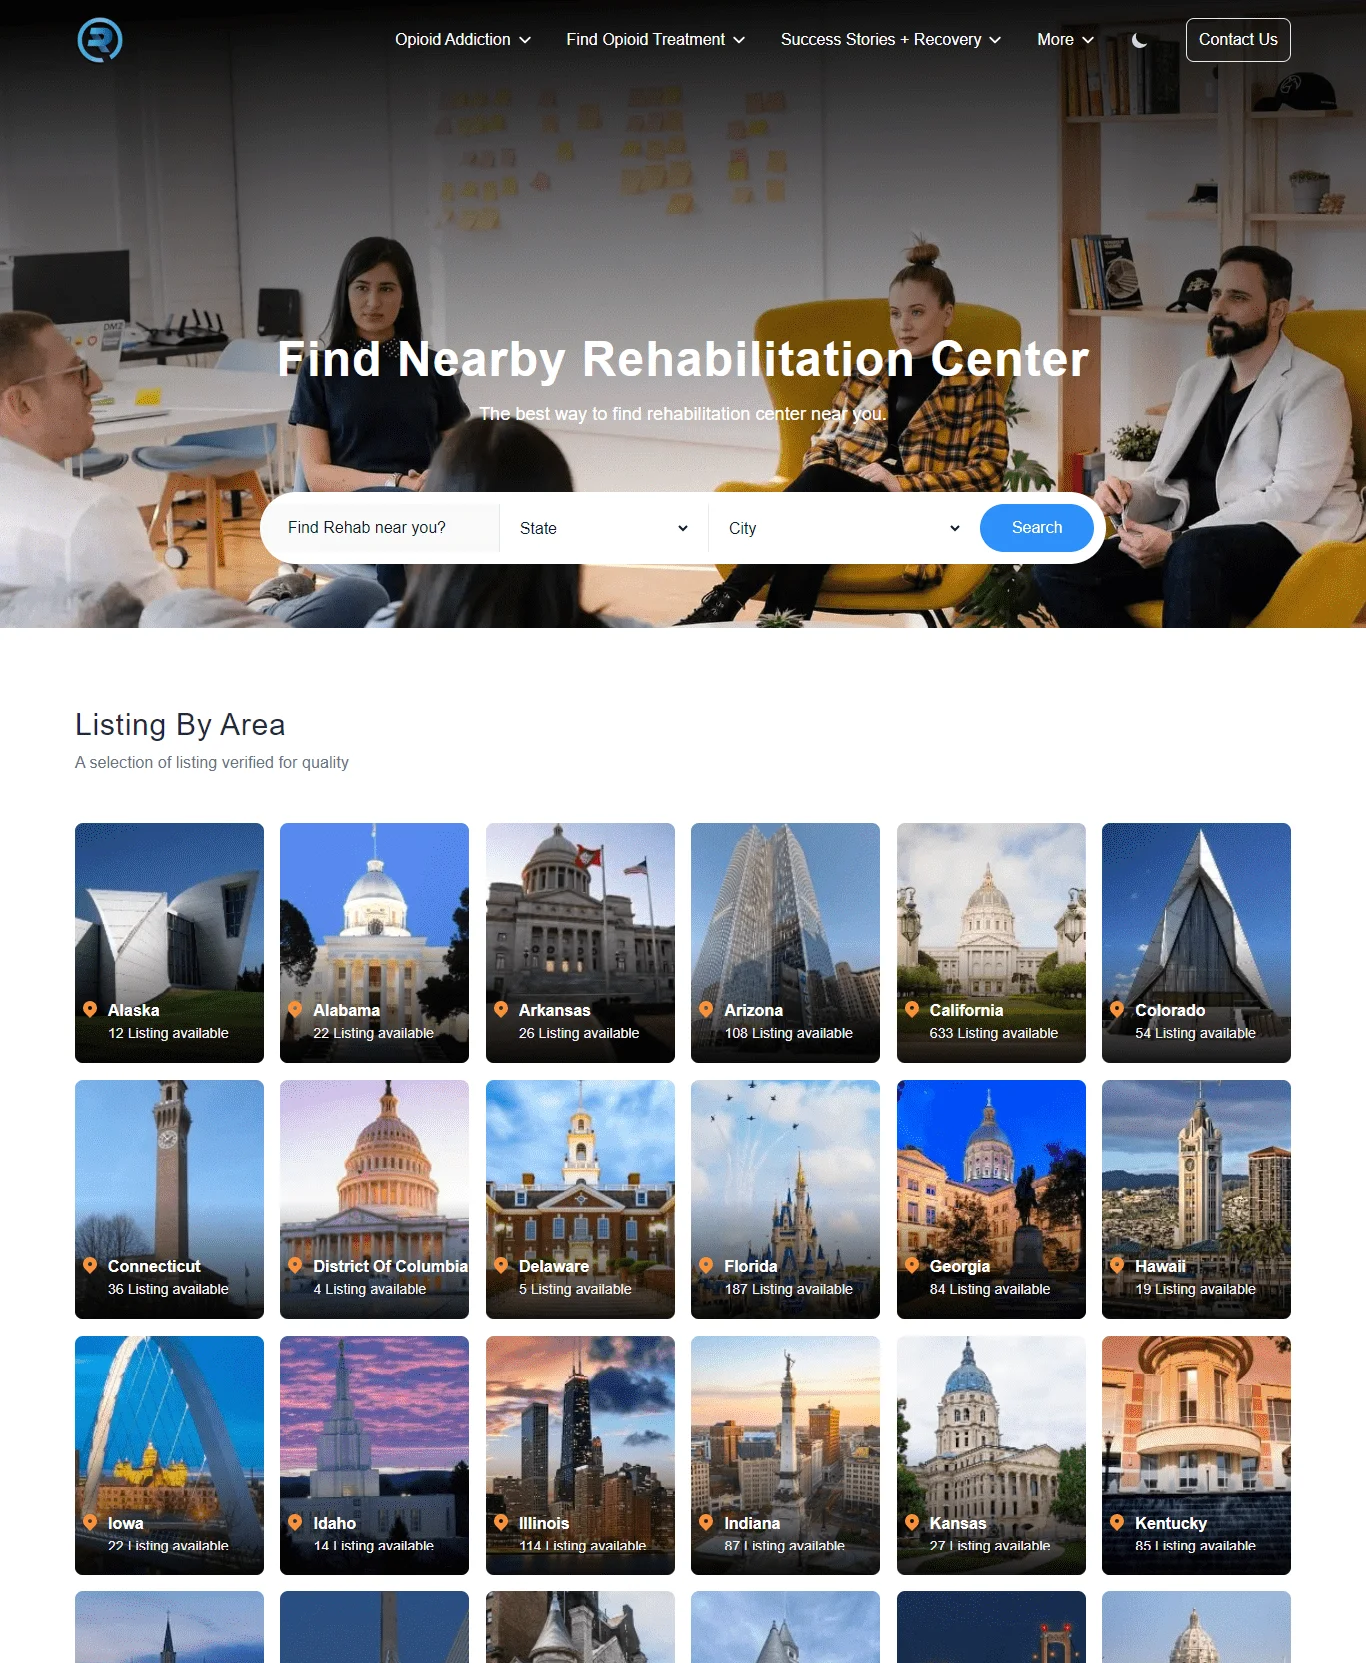 Opioid Addiction
Find Opioid Treatment
Success Stories + Recovery
More
Contact Us
DMZ
Find Nearby Rehabilitation Center
The best way to find rehabilitation center near you.
Find Rehab near you?
State
City
Search
Listing By Area
A selection of listing verified for quality
Alaska
12 Listing available
Alabama
22 Listing available
Arkansas
26 Listing available
Arizona
108 Listing available
California
633 Listing available
Colorado
54 Listing available
Connecticut
36 Listing available
District Of Columbia
4 Listing available
Delaware
5 Listing available
Florida
187 Listing available
Georgia
84 Listing available
Hawaii
19 Listing available
Iowa
22 Listing available
Idaho
14 Listing available
Illinois
114 Listing available
Indiana
87 Listing available
Kansas
27 Listing available
Kentucky
85 Listing available